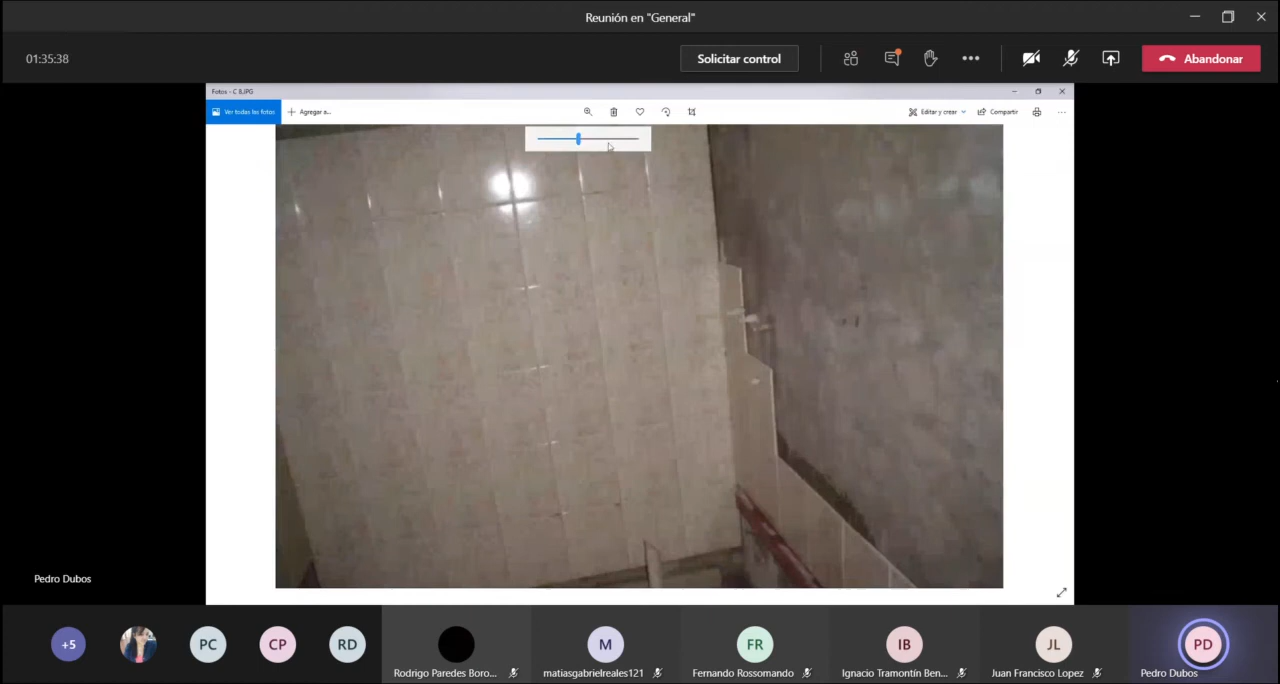 Reunión en "General"
01:35:38
Solicitar control
Abandonar
Fotos - C 8.JPG
Ver todas las fotos
Agregar a...
Editar y crear
Compartir
Pedro Dubos
+5
PC
CP
RD
Rodrigo Paredes Boro...
M
matiasgabrielreales121
FR
Fernando Rossomando
IB
Ignacio Tramontín Ben...
JL
Juan Francisco Lopez
PD
Pedro Dubos